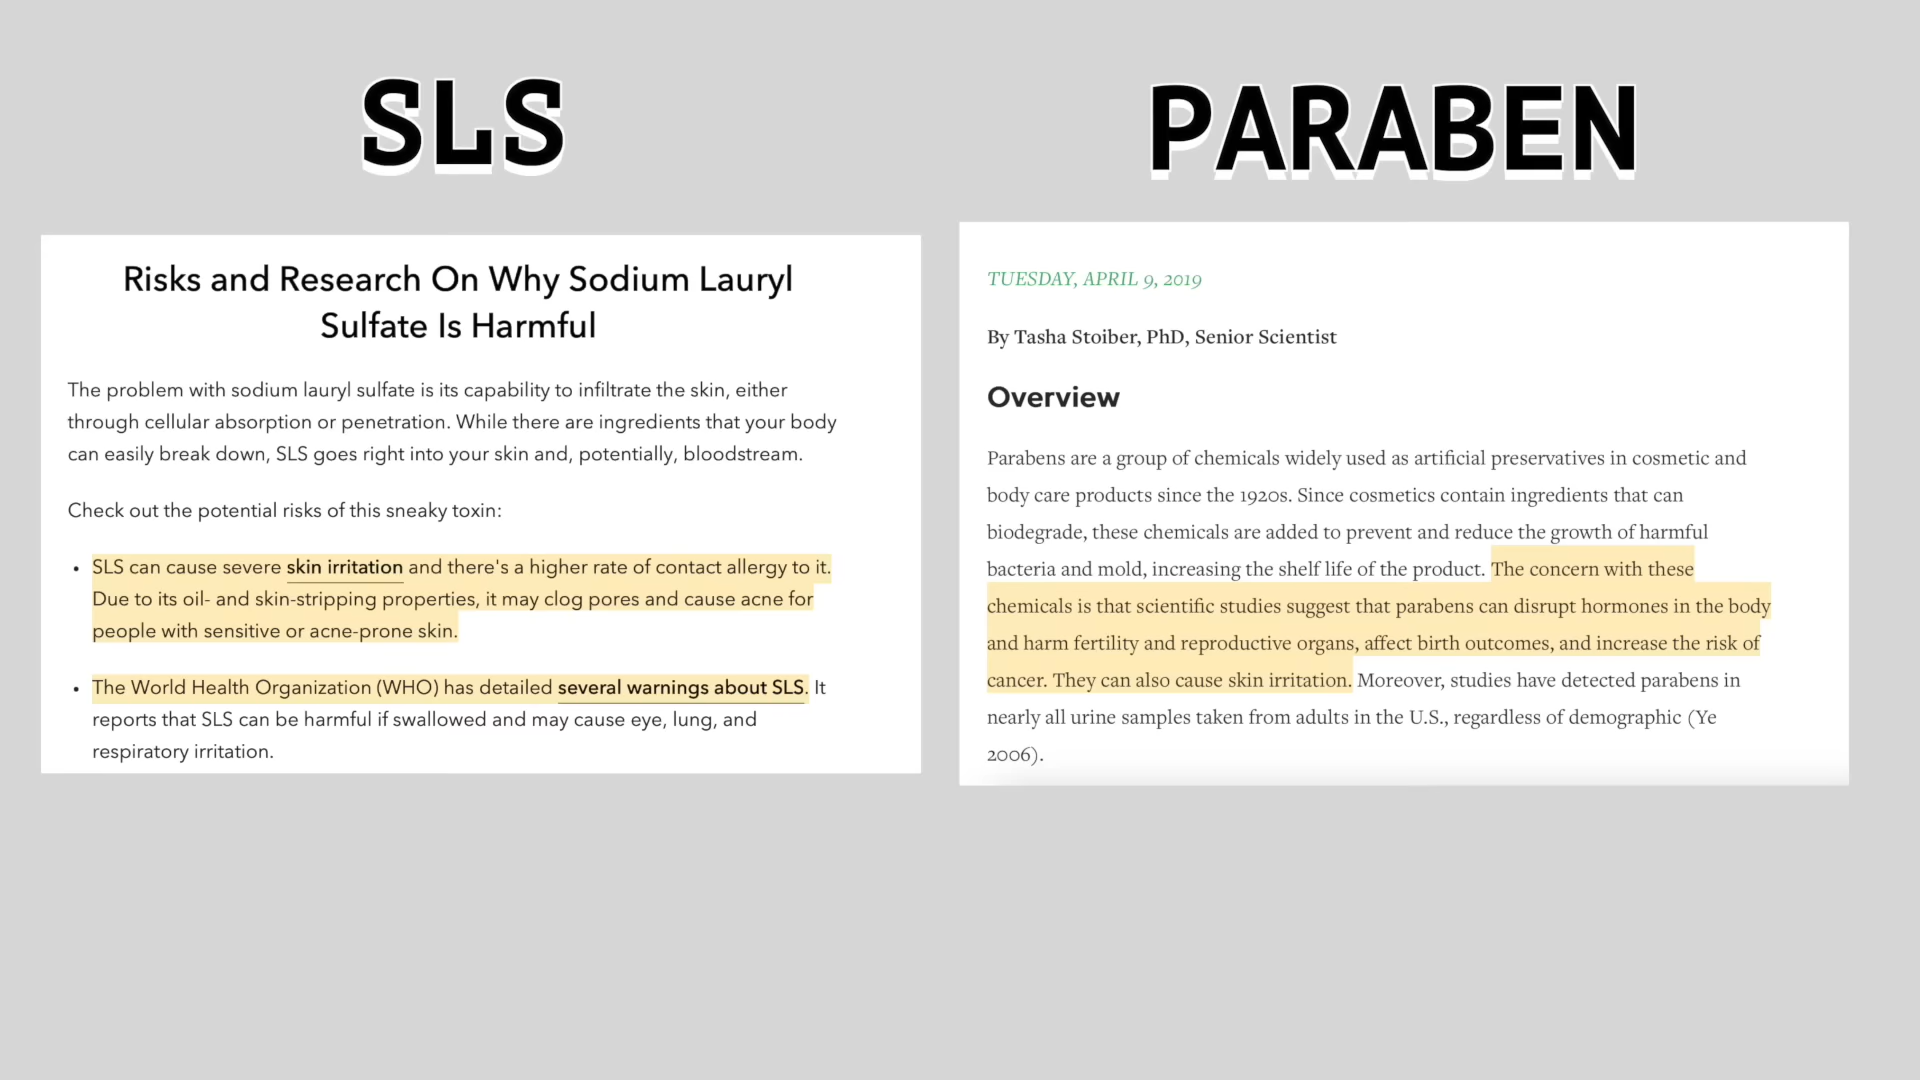 SLS
Risks and Research On Why Sodium Lauryl
Sulfate Is Harmful
The problem with sodium lauryl sulfate is its capability to infiltrate the skin, either
through cellular absorption or penetration. While there are ingredients that your body
can easily break down, SLS goes right into your skin and, potentially, bloodstream.
Check out the potential risks of this sneaky toxin:
• SLS can cause severe skin irritation and there's a higher rate of contact allergy to it.
Due to its oil- and skin-stripping properties, it may clog pores and cause acne for
people with sensitive or acne-prone skin.
• The World Health Organization (WHO) has detailed several warnings about SLS. It
reports that SLS can be harmful if swallowed and may cause eye, lung, and
respiratory irritation.
PARABEN
TUESDAY, APRIL 9, 2019
By Tasha Stoiber, PhD, Senior Scientist
Overview
Parabens are a group of chemicals widely used as artificial preservatives in cosmetic and
body care products since the 1920s. Since cosmetics contain ingredients that can
biodegrade, these chemicals are added to prevent and reduce the growth of harmful
bacteria and mold, increasing the shelf life of the product. The concern with these
chemicals is that scientific studies suggest that parabens can disrupt hormones in the body
and harm fertility and reproductive organs, affect birth outcomes, and increase the risk of
cancer. They can also cause skin irritation. Moreover, studies have detected parabens in
nearly all urine samples taken from adults in the U.S., regardless of demographic (Ye
2006).